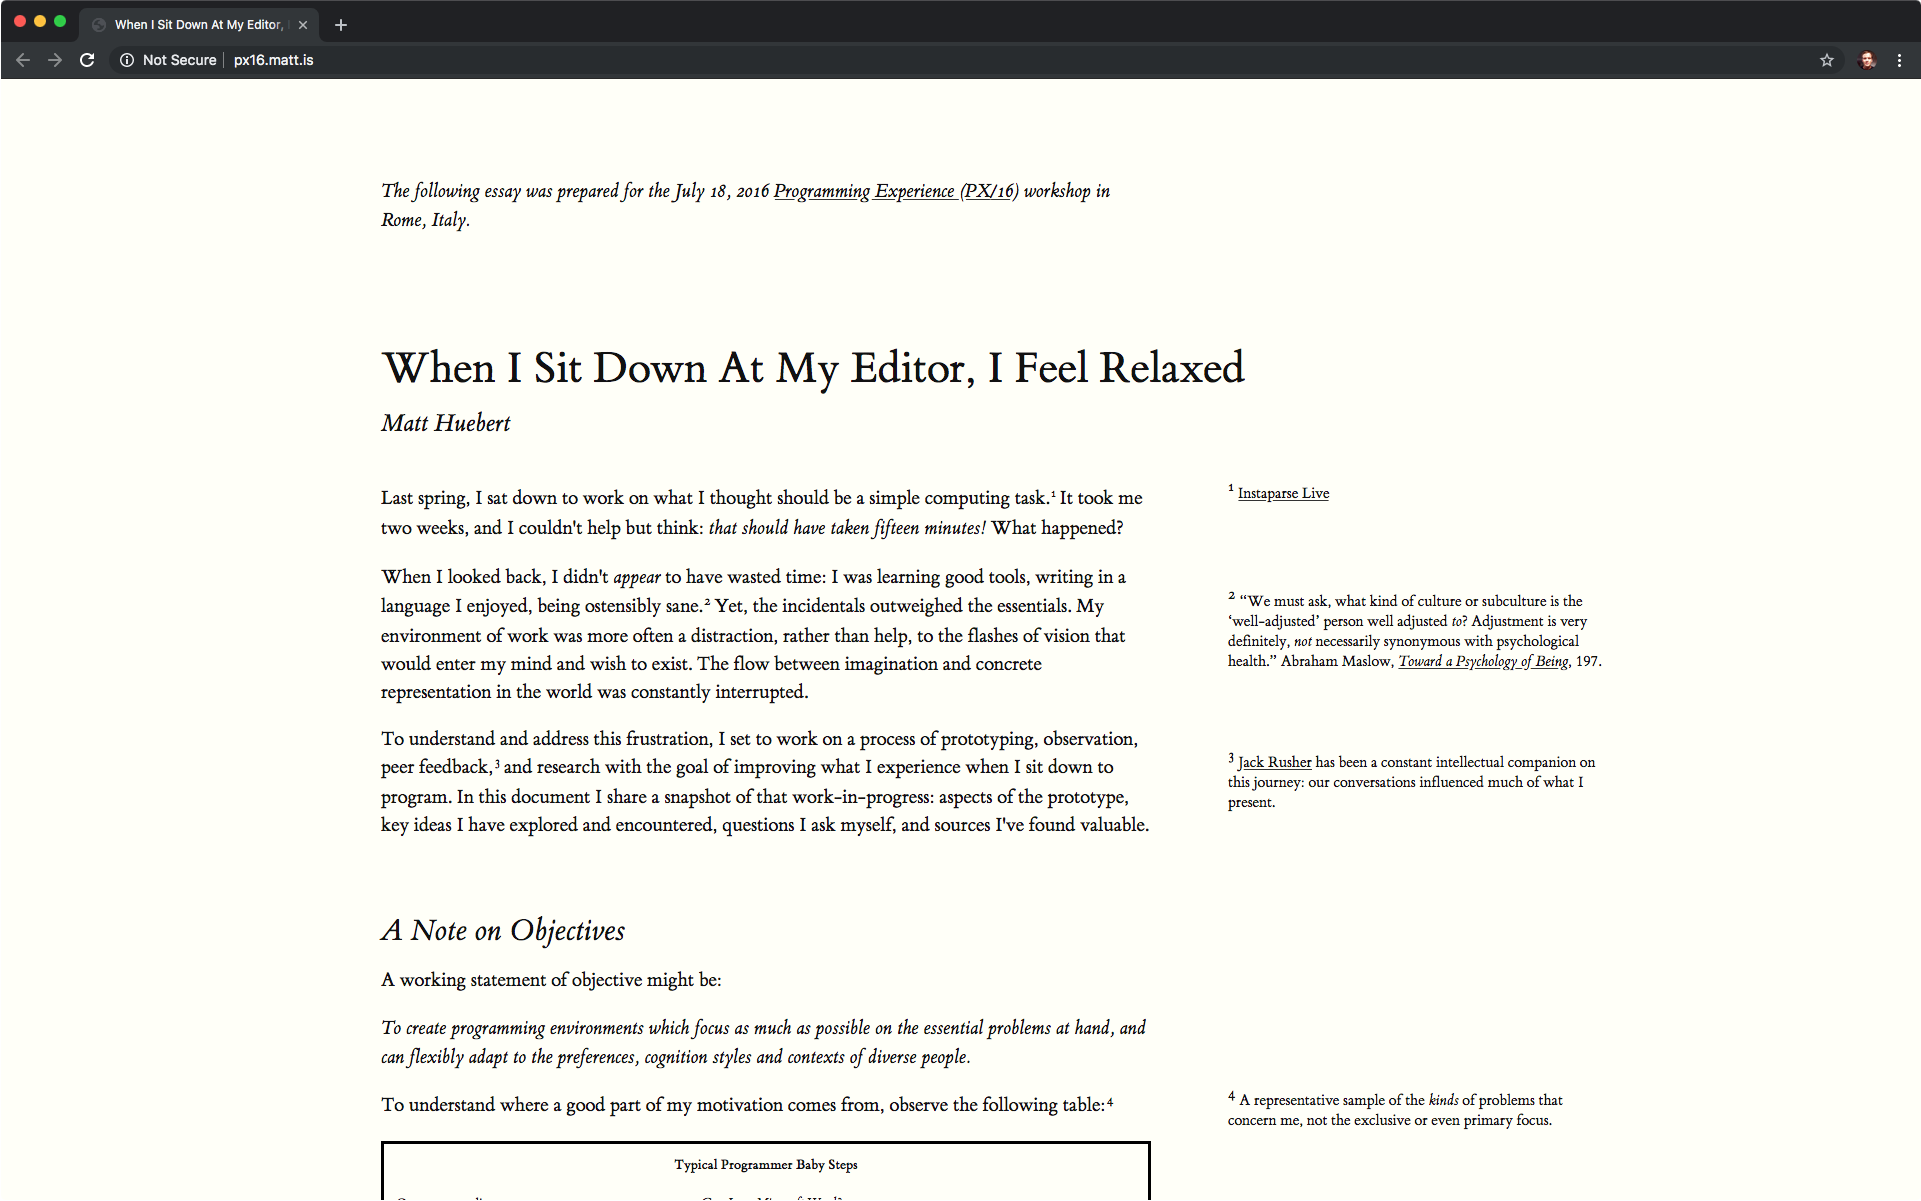 When I Sit Down At My Editor, I
Not Secure | px16.matt.is
The following essay was prepared for the July 18, 2016 Programming Experience (PX/16) workshop in
Rome, Italy.
When I Sit Down At My Editor, I Feel Relaxed
Matt Huebert
Last spring, I sat down to work on what I thought should be a simple computing task.¹ It took me
two weeks, and I couldn't help but think: that should have taken fifteen minutes! What happened?
¹ Instaparse Live
When I looked back, I didn't appear to have wasted time: I was learning good tools, writing in a
language I enjoyed, being ostensibly sane.² Yet, the incidentals outweighed the essentials. My
environment of work was more often a distraction, rather than help, to the flashes of vision that
would enter my mind and wish to exist. The flow between imagination and concrete
representation in the world was constantly interrupted.
² “We must ask, what kind of culture or subculture is the
‘well-adjusted’ person well adjusted to? Adjustment is very
definitely, not necessarily synonymous with psychological
health.” Abraham Maslow, Toward a Psychology of Being, 197.
To understand and address this frustration, I set to work on a process of prototyping, observation,
peer feedback,³ and research with the goal of improving what I experience when I sit down to
program. In this document I share a snapshot of that work-in-progress: aspects of the prototype,
key ideas I have explored and encountered, questions I ask myself, and sources I've found valuable.
³ Jack Rusher has been a constant intellectual companion on
this journey: our conversations influenced much of what I
present.
A Note on Objectives
A working statement of objective might be:
To create programming environments which focus as much as possible on the essential problems at hand, and
can flexibly adapt to the preferences, cognition styles and contexts of diverse people.
To understand where a good part of my motivation comes from, observe the following table:⁴
⁴ A representative sample of the kinds of problems that
concern me, not the exclusive or even primary focus.
Typical Programmer Baby Steps